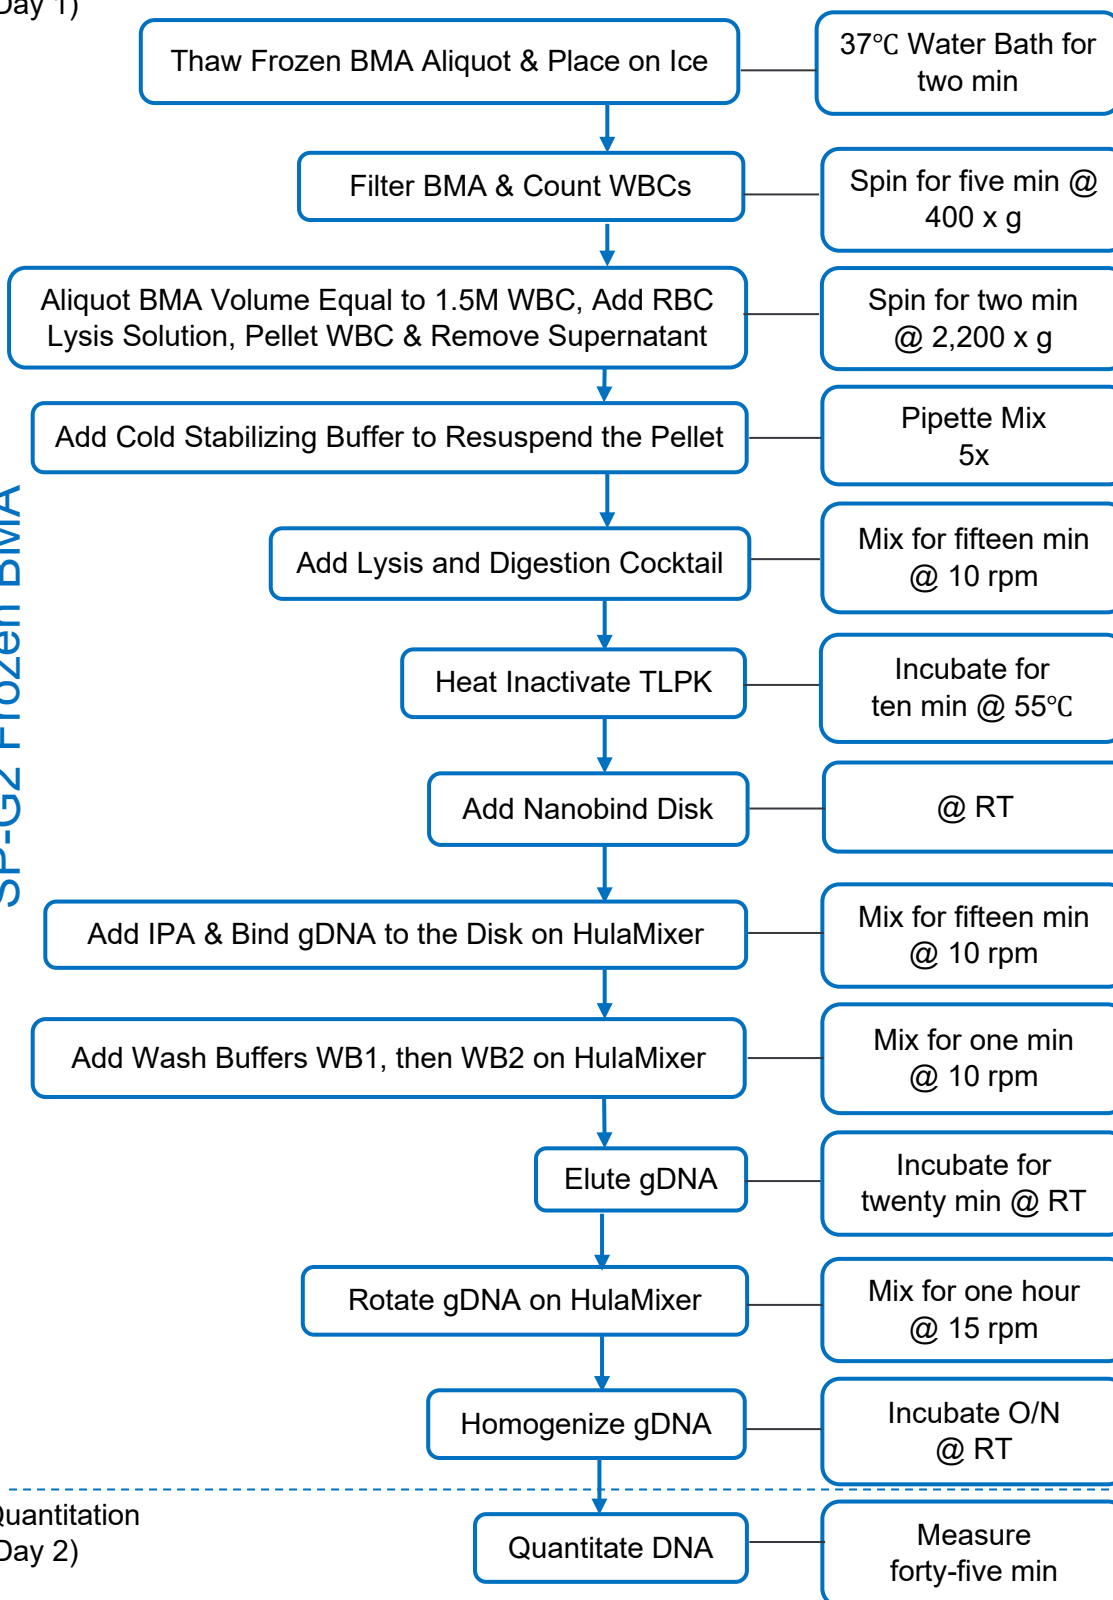 Day 1)
Thaw Frozen BMA Aliquot & Place on Ice
37°C Water Bath for
two min
Filter BMA & Count WBCs
Spin for five min @
400 x g
Aliquot BMA Volume Equal to 1.5M WBC, Add RBC
Lysis Solution, Pellet WBC & Remove Supernatant
Spin for two min
@ 2,200 x g
Add Cold Stabilizing Buffer to Resuspend the Pellet
Pipette Mix
5x
SP-G2 Frozen BMA
Add Lysis and Digestion Cocktail
Mix for fifteen min
@ 10 rpm
Heat Inactivate TLPK
Incubate for
ten min @ 55°C
Add Nanobind Disk
@ RT
Add IPA & Bind gDNA to the Disk on HulaMixer
Mix for fifteen min
@ 10 rpm
Add Wash Buffers WB1, then WB2 on HulaMixer
Mix for one min
@ 10 rpm
Elute gDNA
Incubate for
twenty min @ RT
Rotate gDNA on HulaMixer
Mix for one hour
@ 15 rpm
Homogenize gDNA
Incubate O/N
@ RT
Quantitation
Day 2)
Quantitate DNA
Measure
forty-five min